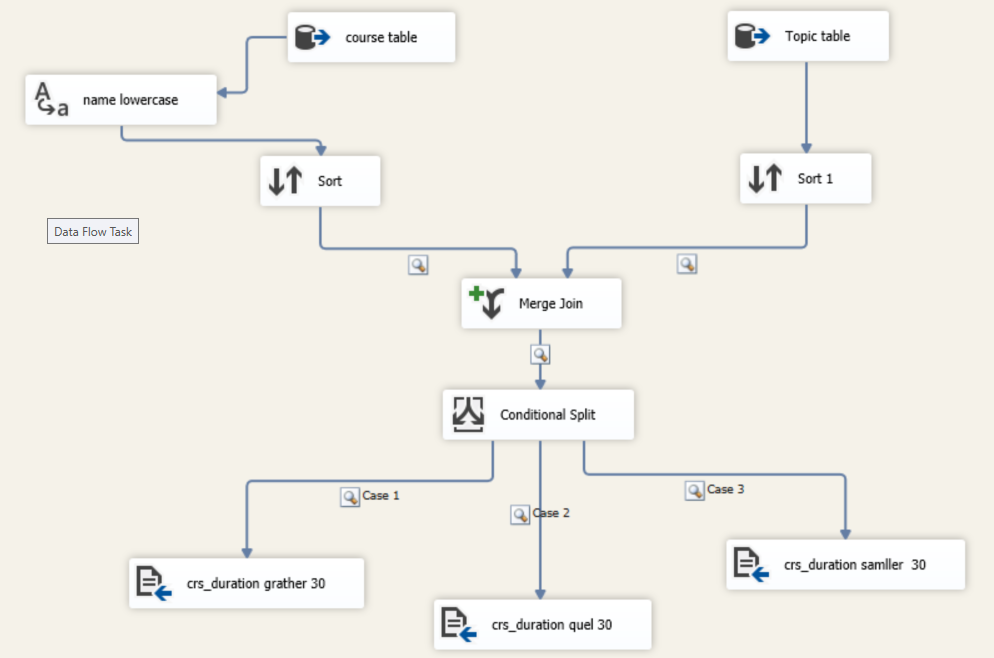 course table
Topic table
name lowercase
Sort
Sort 1
Data Flow Task
Merge Join
Conditional Split
Case 1
Case 2
Case 3
crs_duration grather 30
crs_duration quel 30
crs_duration samller 30